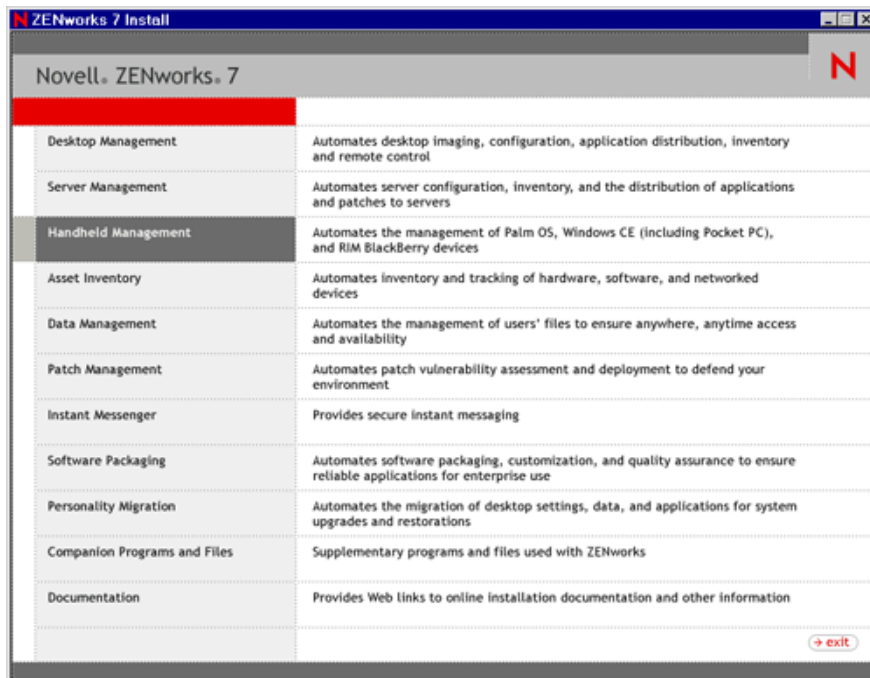 N ZENworks 7 Install
Novell® ZENworks® 7
N
Desktop Management
Automates desktop imaging, configuration, application distribution, inventory
and remote control
Server Management
Automates server configuration, inventory, and the distribution of applications
and patches to servers
Handheld Management
Automates the management of Palm OS, Windows CE (including Pocket PC),
and RIM BlackBerry devices
Asset Inventory
Automates inventory and tracking of hardware, software, and networked
devices
Data Management
Automates the management of users' files to ensure anywhere, anytime access
and availability
Patch Management
Automates patch vulnerability assessment and deployment to defend your
environment
Instant Messenger
Provides secure instant messaging
Software Packaging
Automates software packaging, customization, and quality assurance to ensure
reliable applications for enterprise use
Personality Migration
Automates the migration of desktop settings, data, and applications for system
upgrades and restorations
Companion Programs and Files
Supplementary programs and files used with ZENworks
Documentation
Provides Web links to online installation documentation and other information
exit